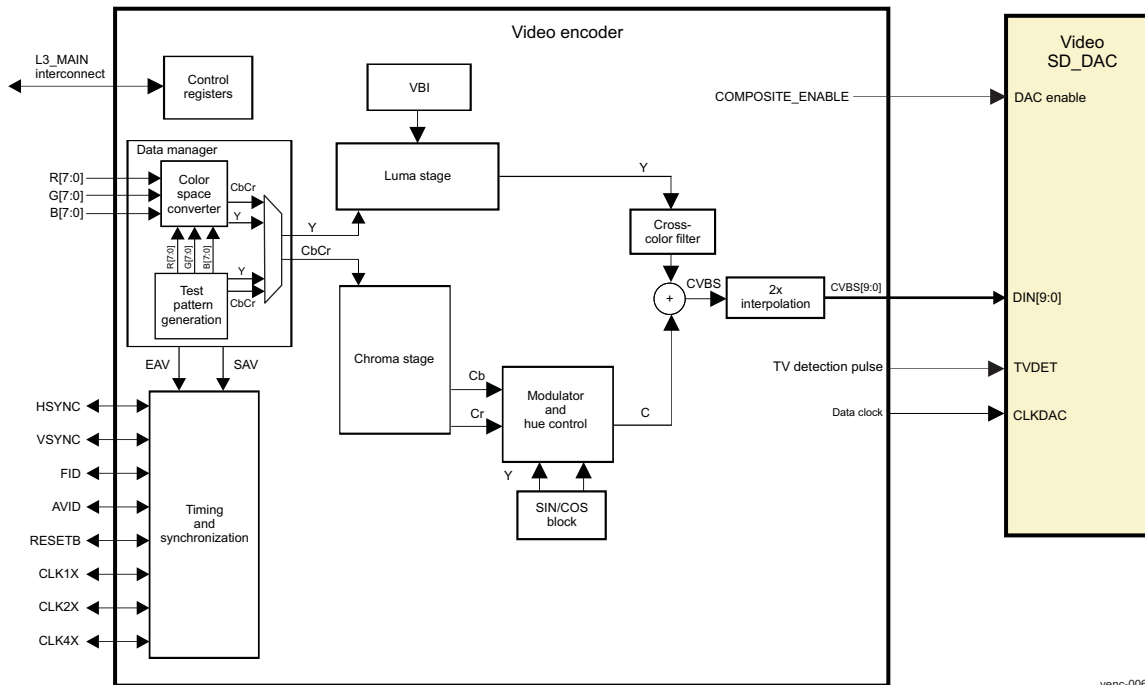 Video encoder
Video
SD_DAC
L3_MAIN
interconnect
Control
registers
VBI
COMPOSITE_ENABLE
DAC enable
Data manager
R[7:0]
G[7:0]
B[7:0]
Color
space
converter
CbCr
Y
Luma stage
Y
Cross-
color filter
Y
CbCr
R[7:0]
G[7:0]
B[7:0]
Test
pattern
generation
Y
CbCr
+
CVBS
2x
interpolation
CVBS[9:0]
DIN[9:0]
EAV
SAV
Chroma stage
Cb
Cr
Modulator
and
hue control
C
TV detection pulse
TVDET
Data clock
CLKDAC
Y
SIN/COS
block
HSYNC
VSYNC
FID
AVID
RESETB
CLK1X
CLK2X
CLK4X
Timing
and
synchronization
venc-006